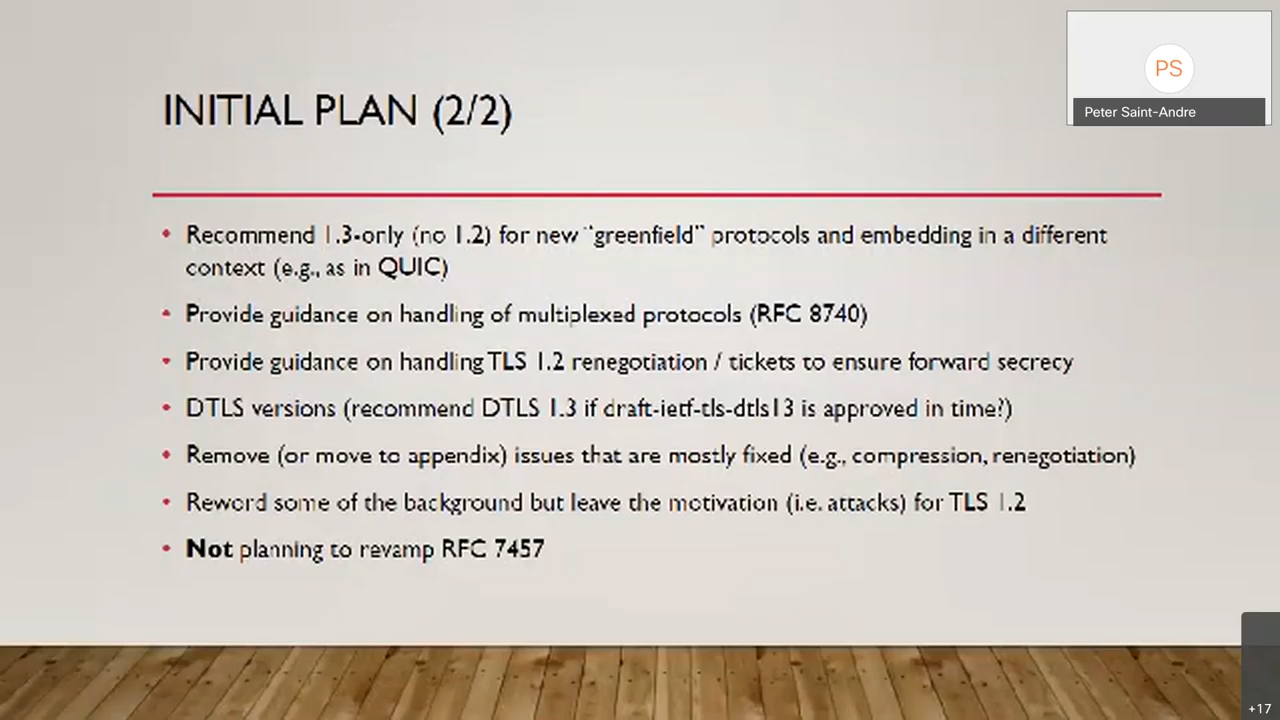 INITIAL PLAN (2/2)
PS
Peter Saint-Andre
• Recommend 1.3-only (no 1.2) for new “greenfield” protocols and embedding in a different
context (e.g., as in QUIC)
• Provide guidance on handling of multiplexed protocols (RFC 8740)
• Provide guidance on handling TLS 1.2 renegotiation / tickets to ensure forward secrecy
• DTLS versions (recommend DTLS 1.3 if draft-ietf-tls-dtls13 is approved in time?)
• Remove (or move to appendix) issues that are mostly fixed (e.g., compression, renegotiation)
• Reword some of the background but leave the motivation (i.e. attacks) for TLS 1.2
• Not planning to revamp RFC 7457
+17